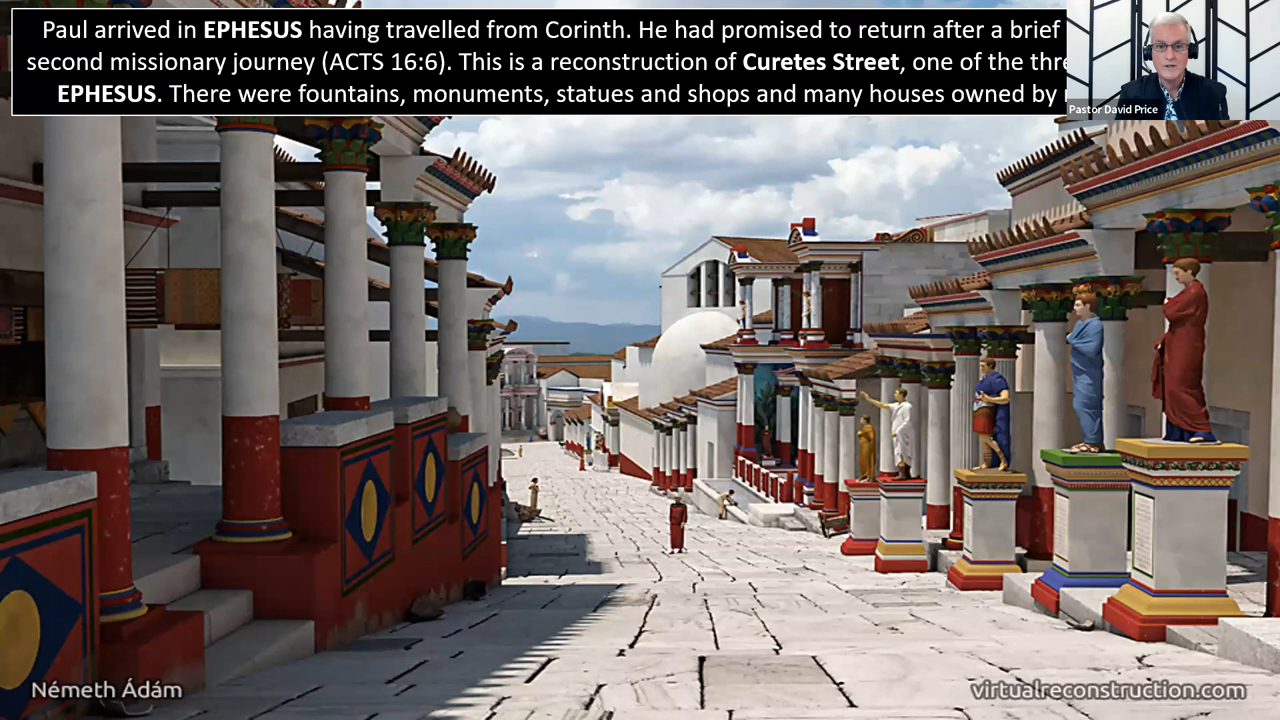 Paul arrived in EPHESUS having travelled from Corinth. He had promised to return after a brief
second missionary journey (ACTS 16:6). This is a reconstruction of Curetes Street, one of the
EPHESUS. There were fountains, monuments, statues and shops and many houses owned by
Pastor David Price
Németh Ádám
virtualreconstruction.com